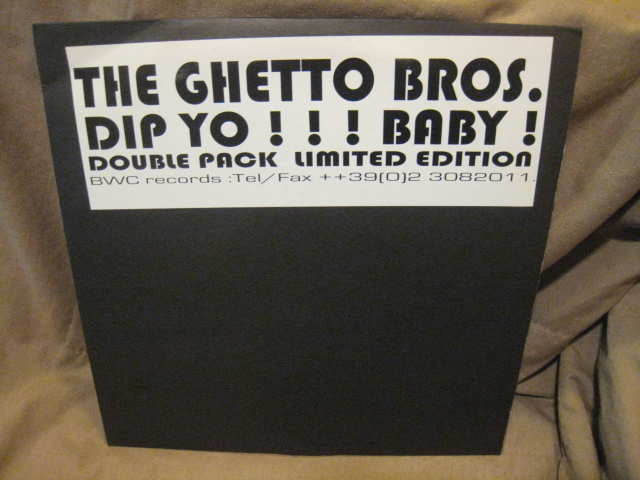 THE GHETTO BROS.
DIP YO ! ! ! BABY !
DOUBLE PACK LIMITED EDITION
BWC records :Tel/Fax ++39(0)2 3082011.